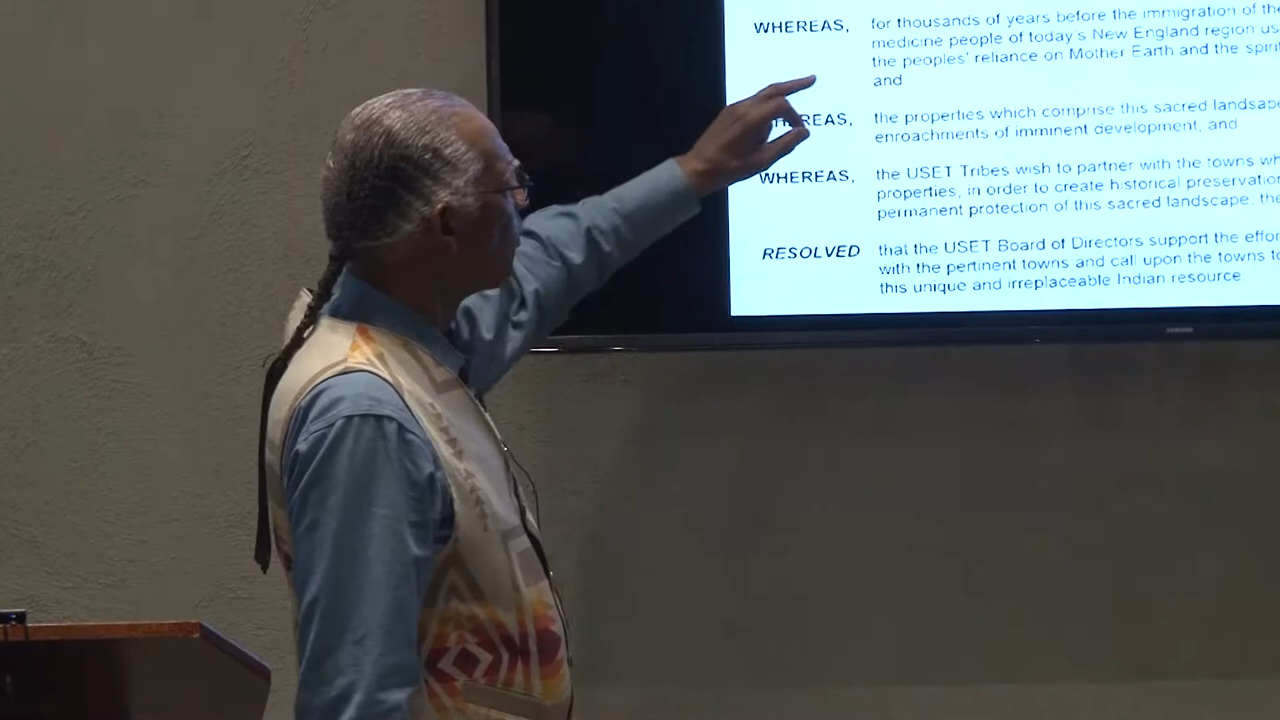 WHEREAS, for thousands of years before the immigration of the
medicine people of today's New England region us
the peoples' reliance on Mother Earth and the spiri
and
WHEREAS, the properties which comprise this sacred landscape
enroachments of imminent development, and
WHEREAS, the USET Tribes wish to partner with the towns wh
properties, in order to create historical preservation
permanent protection of this sacred landscape, the
RESOLVED that the USET Board of Directors support the effor
with the pertinent towns and call upon the towns to
this unique and irreplaceable Indian resource
SAMSUNG